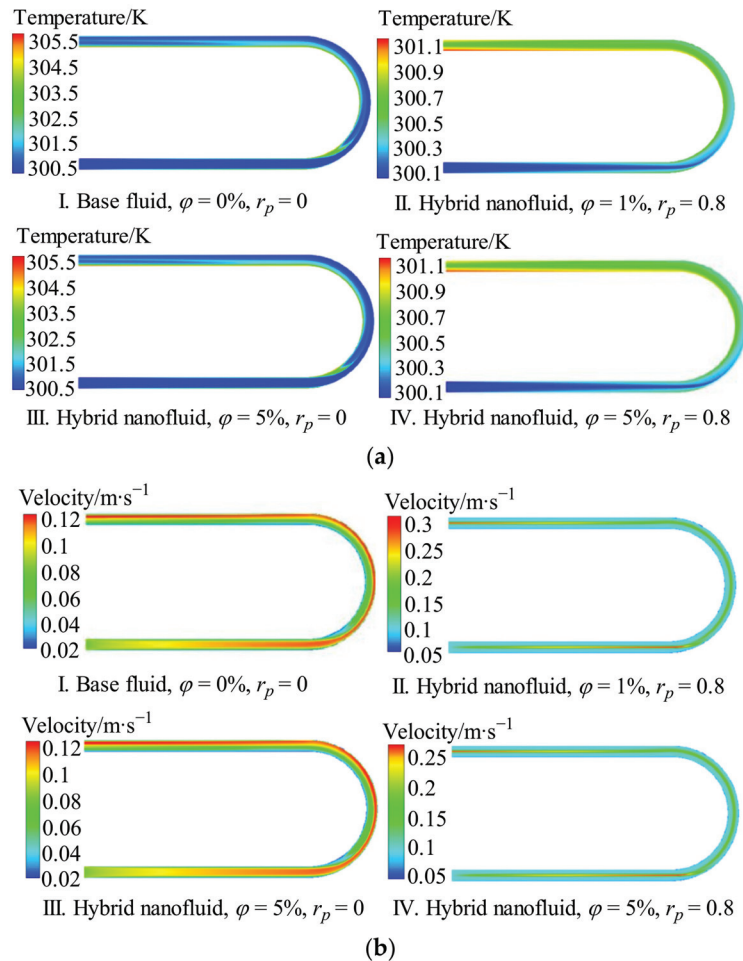 Temperature/K
305.5
304.5
303.5
302.5
301.5
300.5
I. Base fluid, φ = 0%, rₚ = 0
Temperature/K
301.1
300.9
300.7
300.5
300.3
300.1
II. Hybrid nanofluid, φ = 1%, rₚ = 0.8
Temperature/K
305.5
304.5
303.5
302.5
301.5
300.5
III. Hybrid nanofluid, φ = 5%, rₚ = 0
Temperature/K
301.1
300.9
300.7
300.5
300.3
300.1
IV. Hybrid nanofluid, φ = 5%, rₚ = 0.8
(a)
Velocity/m·s⁻¹
0.12
0.1
0.08
0.06
0.04
0.02
I. Base fluid, φ = 0%, rₚ = 0
Velocity/m·s⁻¹
0.3
0.25
0.2
0.15
0.1
0.05
II. Hybrid nanofluid, φ = 1%, rₚ = 0.8
Velocity/m·s⁻¹
0.12
0.1
0.08
0.06
0.04
0.02
III. Hybrid nanofluid, φ = 5%, rₚ = 0
Velocity/m·s⁻¹
0.25
0.2
0.15
0.1
0.05
IV. Hybrid nanofluid, φ = 5%, rₚ = 0.8
(b)